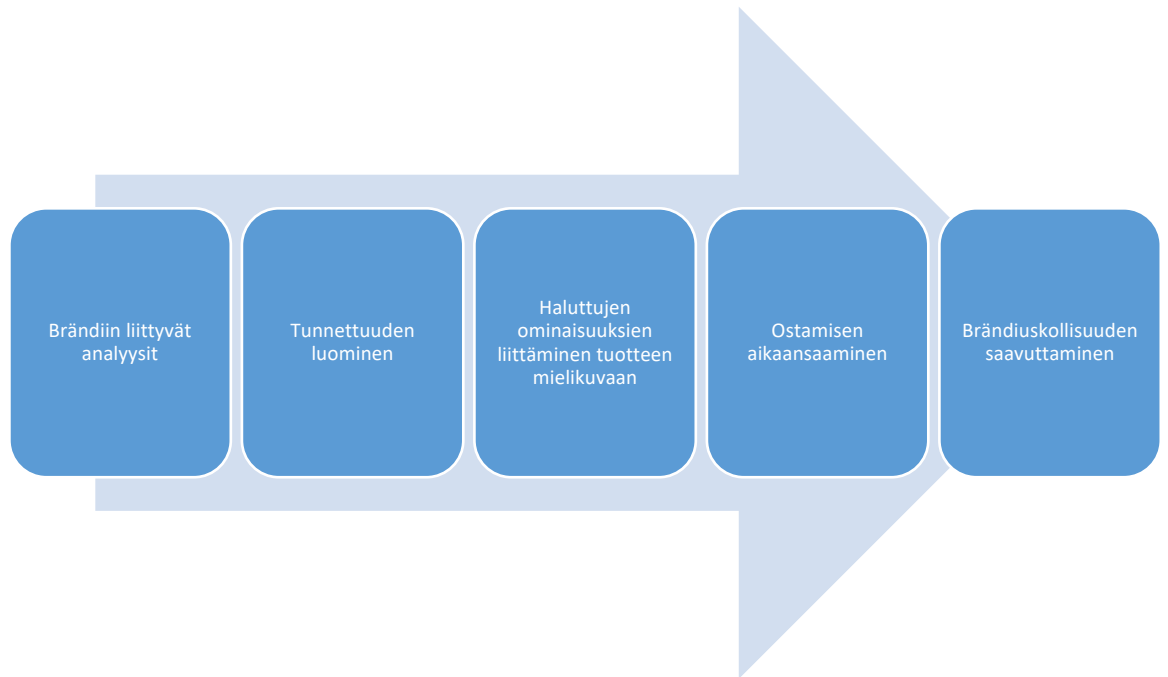 Brändiin liittyvät
analyysit
Tunnettuuden
luominen
Haluttujen
ominaisuuksien
liittäminen tuotteen
mielikuvaan
Ostamisen
aikaansaaminen
Brändiuskollisuuden
saavuttaminen